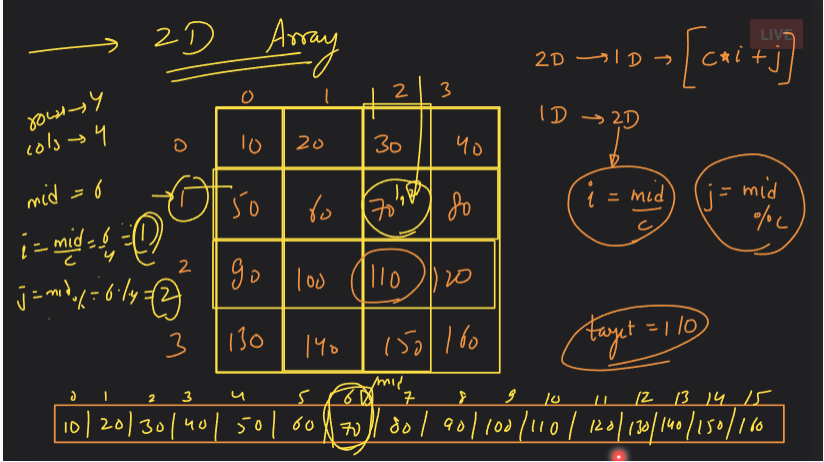 2D Array
LIVE
2D → 1D → [c*i + j]
1D → 2D
i = mid/c
j = mid % c
target = 110
rows → 4
cols → 4
mid = 6
i = mid/c = 6/4 = 1
j = mid % = 6 % 4 = 2
0 1 2 3
0 10 20 30 40
1 50 60 70 1,2 80
2 90 100 110 120
3 130 140 150 160
mid
0 1 2 3 4 5 6 7 8 9 10 11 12 13 14 15
10 20 30 40 50 60 70 80 90 100 110 120 130 140 150 160